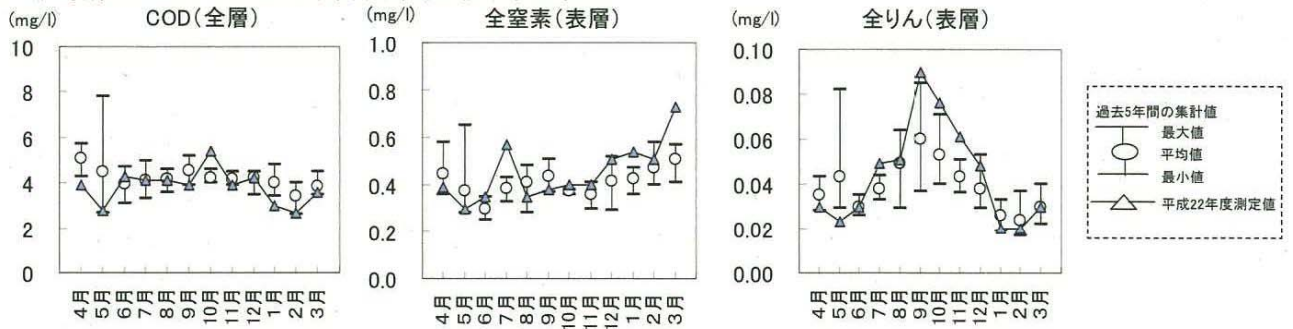 COD(全層)
(mg/l)
10
8
6
4
2
0
4月 5月 6月 7月 8月 9月 10月 11月 12月 1月 2月 3月
全窒素(表層)
(mg/l)
1.0
0.8
0.6
0.4
0.2
0.0
4月 5月 6月 7月 8月 9月 10月 11月 12月 1月 2月 3月
全りん(表層)
(mg/l)
0.10
0.08
0.06
0.04
0.02
0.00
4月 5月 6月 7月 8月 9月 10月 11月 12月 1月 2月 3月
過去5年間の集計値
最大値
平均値
最小値
平成22年度測定値